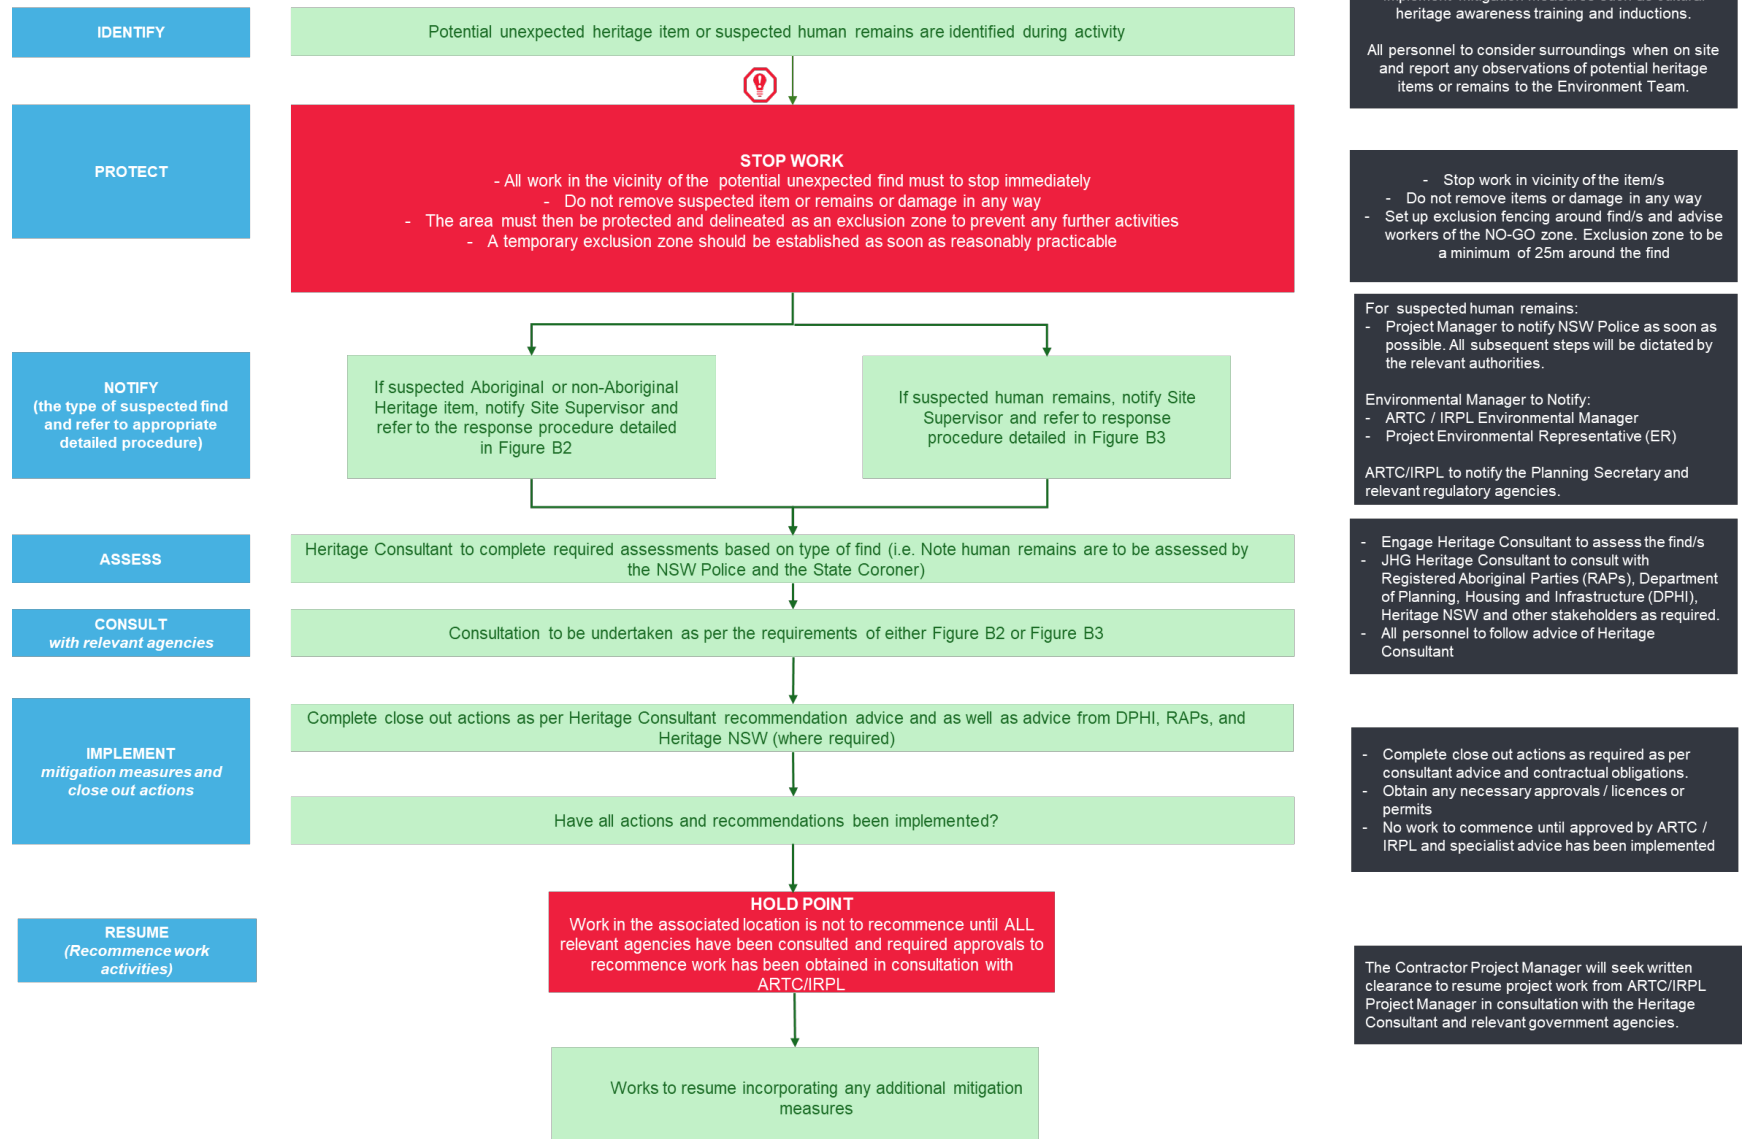 IDENTIFY
Potential unexpected heritage item or suspected human remains are identified during activity
heritage awareness training and inductions.
All personnel to consider surroundings when on site
and report any observations of potential heritage
items or remains to the Environment Team.
PROTECT
STOP WORK
- All work in the vicinity of the potential unexpected find must to stop immediately
- Do not remove suspected item or remains or damage in any way
- The area must then be protected and delineated as an exclusion zone to prevent any further activities
- A temporary exclusion zone should be established as soon as reasonably practicable
- Stop work in vicinity of the item/s
- Do not remove items or damage in any way
- Set up exclusion fencing around find/s and advise
workers of the NO-GO zone. Exclusion zone to be
a minimum of 25m around the find
NOTIFY
(the type of suspected find
and refer to appropriate
detailed procedure)
If suspected Aboriginal or non-Aboriginal
Heritage item, notify Site Supervisor and
refer to the response procedure detailed
in Figure B2
If suspected human remains, notify Site
Supervisor and refer to response
procedure detailed in Figure B3
For suspected human remains:
- Project Manager to notify NSW Police as soon as
possible. All subsequent steps will be dictated by
the relevant authorities.
Environmental Manager to Notify:
- ARTC / IRPL Environmental Manager
- Project Environmental Representative (ER)
ARTC/IRPL to notify the Planning Secretary and
relevant regulatory agencies.
ASSESS
Heritage Consultant to complete required assessments based on type of find (i.e. Note human remains are to be assessed by
the NSW Police and the State Coroner)
CONSULT
with relevant agencies
Consultation to be undertaken as per the requirements of either Figure B2 or Figure B3
- Engage Heritage Consultant to assess the find/s
- JHG Heritage Consultant to consult with
Registered Aboriginal Parties (RAPs), Department
of Planning, Housing and Infrastructure (DPHI),
Heritage NSW and other stakeholders as required.
- All personnel to follow advice of Heritage
Consultant
IMPLEMENT
mitigation measures and
close out actions
Complete close out actions as per Heritage Consultant recommendation advice and as well as advice from DPHI, RAPs, and
Heritage NSW (where required)
Have all actions and recommendations been implemented?
- Complete close out actions as required as per
consultant advice and contractual obligations.
- Obtain any necessary approvals / licences or
permits
- No work to commence until approved by ARTC /
IRPL and specialist advice has been implemented
RESUME
(Recommence work
activities)
HOLD POINT
Work in the associated location is not to recommence until ALL
relevant agencies have been consulted and required approvals to
recommence work has been obtained in consultation with
ARTC/IRPL
The Contractor Project Manager will seek written
clearance to resume project work from ARTC/IRPL
Project Manager in consultation with the Heritage
Consultant and relevant government agencies.
Works to resume incorporating any additional mitigation
measures